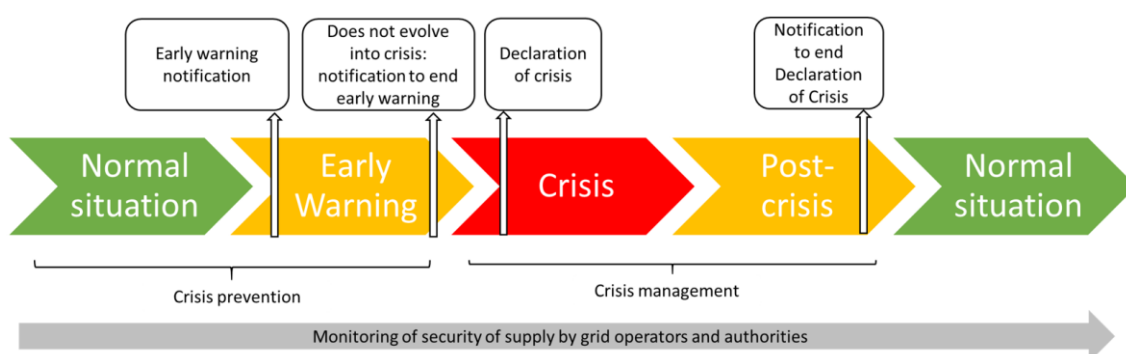 Early warning
notification
Does not evolve
into crisis:
notification to end
early warning
Declaration
of crisis
Notification
to end
Declaration
of Crisis
Normal
situation
Early
Warning
Crisis
Post-
crisis
Normal
situation
Crisis prevention
Crisis management
Monitoring of security of supply by grid operators and authorities